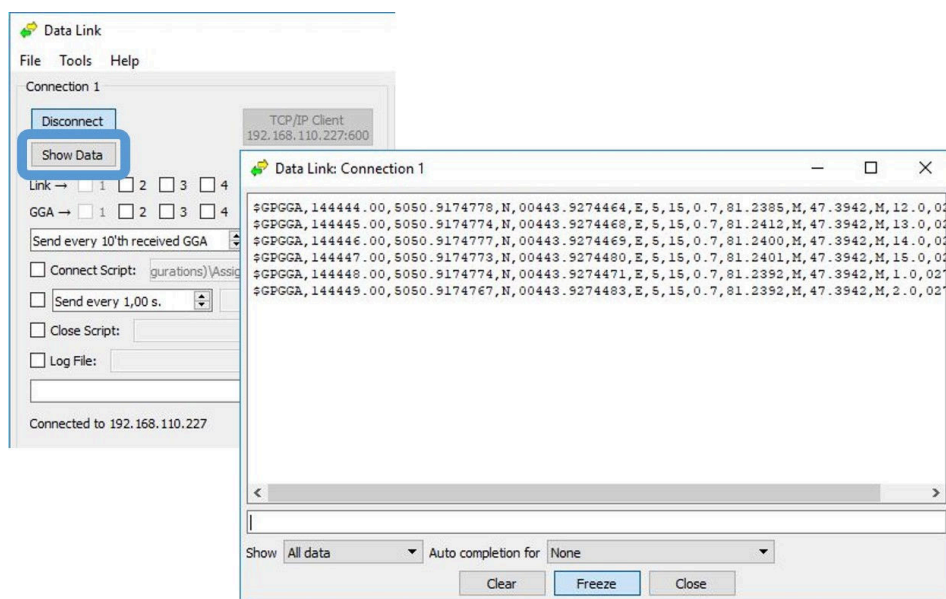 Data Link
File Tools Help
Connection 1
Disconnect
TCP/IP Client
192.168.110.227:600
Show Data
Link → 1 2 3 4
GGA → 1 2 3 4
Send every 10'th received GGA
Connect Script: gurations)\Assig
Send every 1,00 s.
Close Script:
Log File:
Connected to 192.168.110.227
Data Link: Connection 1
$GPGGA,144444.00,5050.9174778,N,00443.9274464,E,5,15,0.7,81.2385,M,47.3942,M,12.0,02
$GPGGA,144445.00,5050.9174774,N,00443.9274468,E,5,15,0.7,81.2412,M,47.3942,M,13.0,02
$GPGGA,144446.00,5050.9174777,N,00443.9274469,E,5,15,0.7,81.2400,M,47.3942,M,14.0,02
$GPGGA,144447.00,5050.9174773,N,00443.9274480,E,5,15,0.7,81.2401,M,47.3942,M,15.0,02
$GPGGA,144448.00,5050.9174774,N,00443.9274471,E,5,15,0.7,81.2392,M,47.3942,M,1.0,027
$GPGGA,144449.00,5050.9174767,N,00443.9274483,E,5,15,0.7,81.2392,M,47.3942,M,2.0,027
Show All data Auto completion for None
Clear Freeze Close